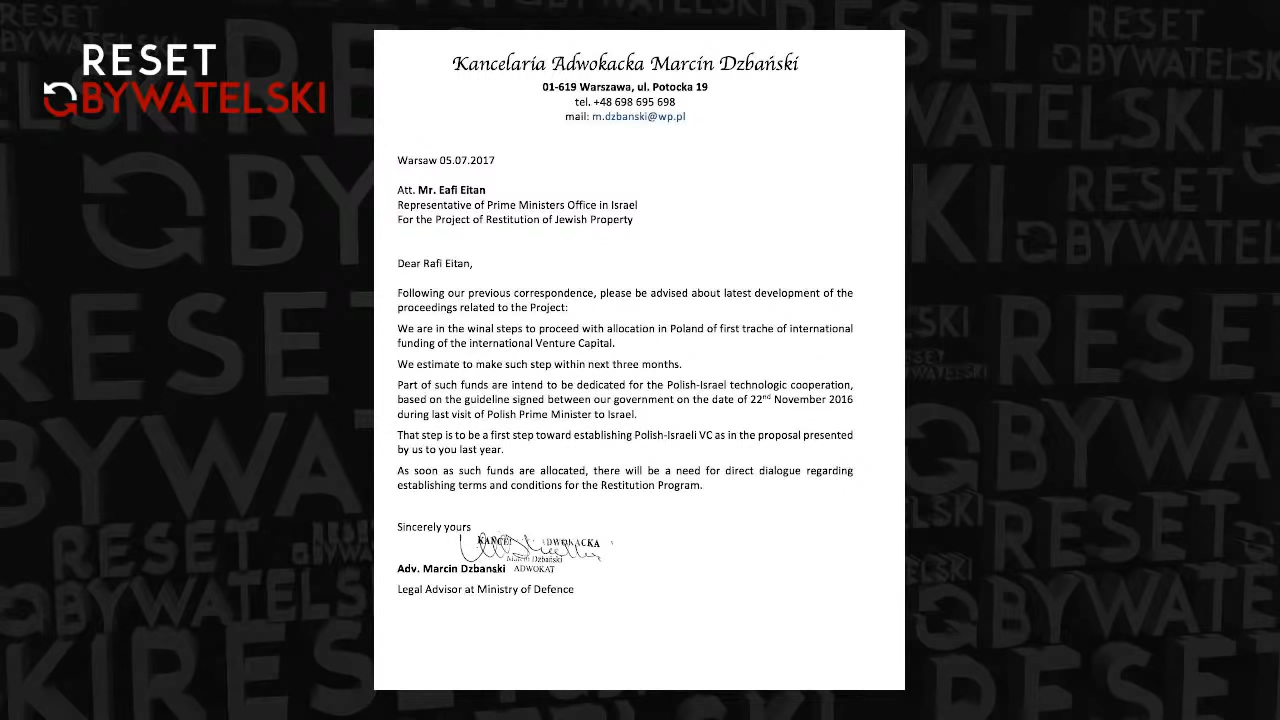 RESET
OBYWATELSKI
Kancelaria Adwokacka Marcin Dzbański
01-619 Warszawa, ul. Potocka 19
tel. +48 698 695 698
mail: m.dzbanski@wp.pl
Warsaw 05.07.2017
Att. Mr. Eafi Eitan
Representative of Prime Ministers Office in Israel
For the Project of Restitution of Jewish Property
Dear Rafi Eitan,
Following our previous correspondence, please be advised about latest development of the
proceedings related to the Project:
We are in the winal steps to proceed with allocation in Poland of first trache of international
funding of the international Venture Capital.
We estimate to make such step within next three months.
Part of such funds are intend to be dedicated for the Polish-Israel technologic cooperation,
based on the guideline signed between our government on the date of 22nd November 2016
during last visit of Polish Prime Minister to Israel.
That step is to be a first step toward establishing Polish-Israeli VC as in the proposal presented
by us to you last year.
As soon as such funds are allocated, there will be a need for direct dialogue regarding
establishing terms and conditions for the Restitution Program.
Sincerely yours
Marcin Dzbański
Adv. Marcin Dzbanski ADWOKAT
Legal Advisor at Ministry of Defence